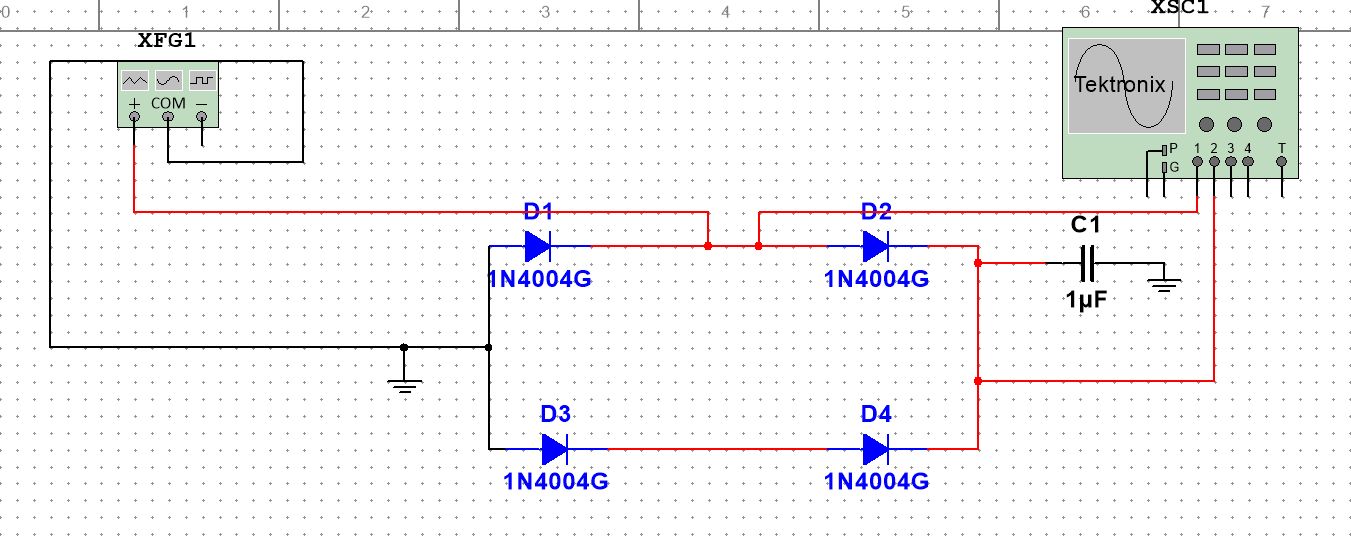 0 1 2 3 4 5 6 7
XFG1
XSC1
+ COM −
Tektronix
P
G
1 2 3 4 T
D1
1N4004G
D2
1N4004G
C1
1µF
D3
1N4004G
D4
1N4004G